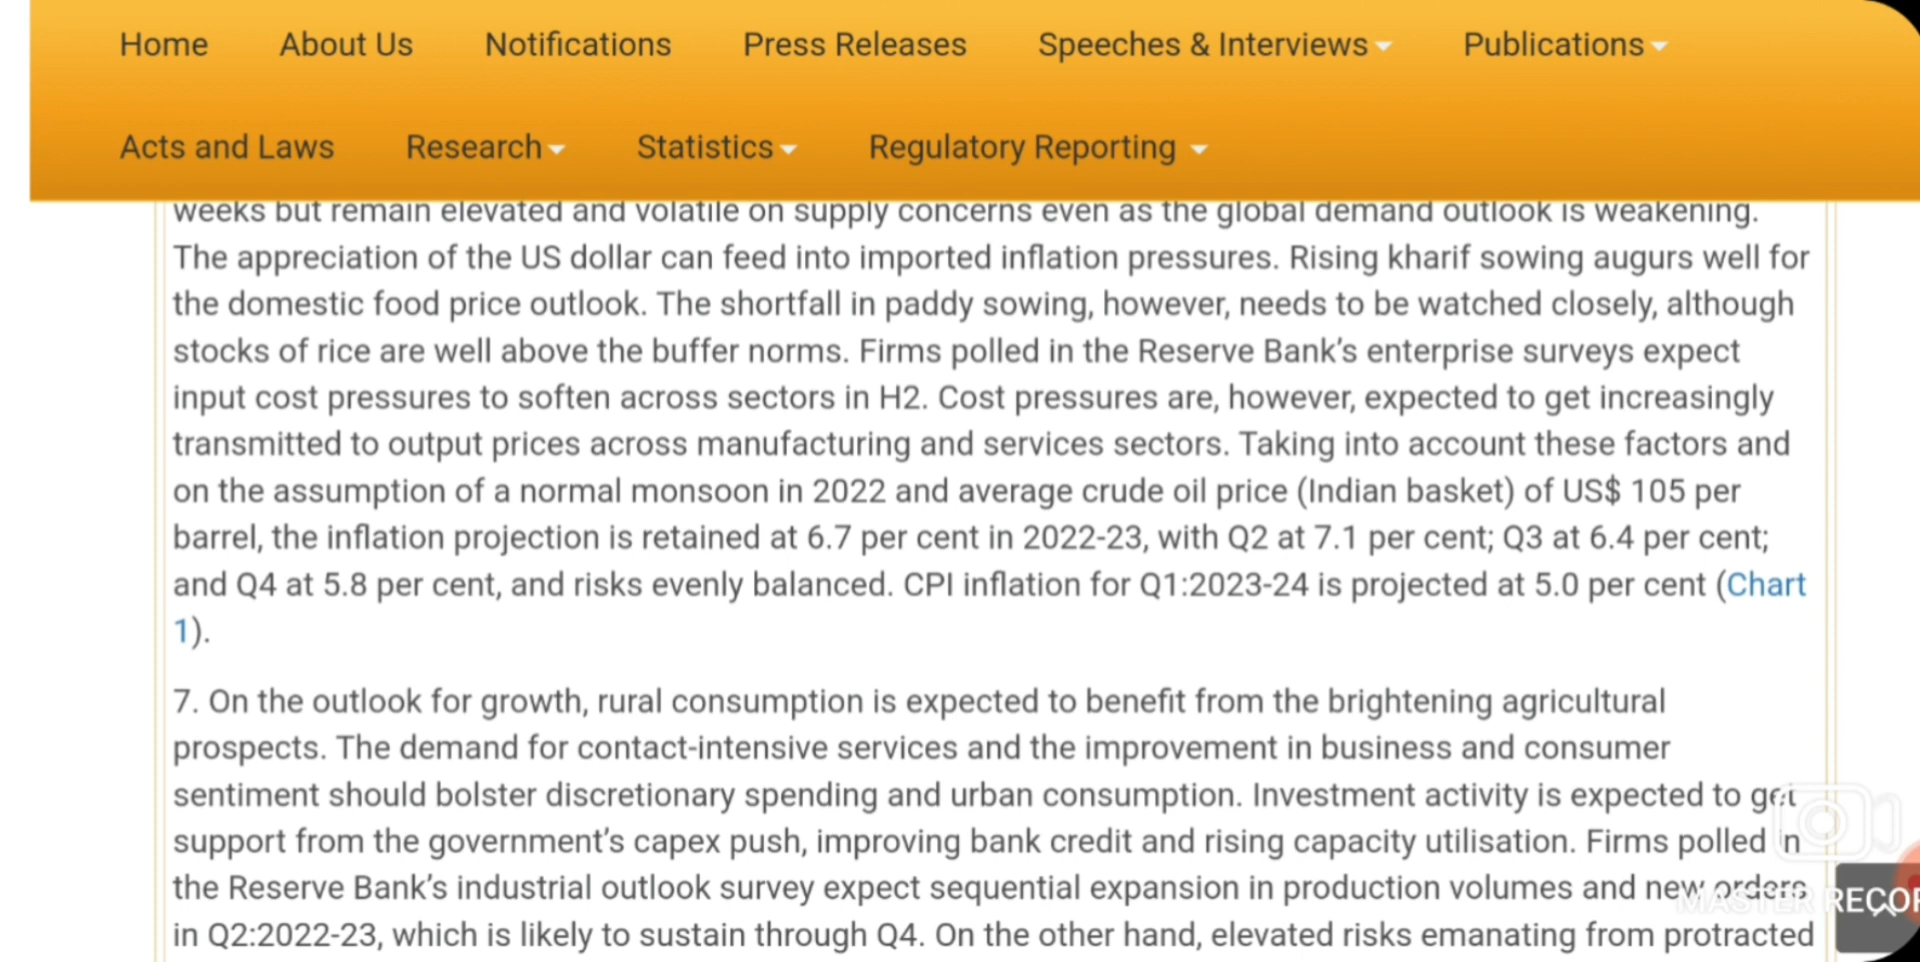 Home About Us Notifications Press Releases Speeches & Interviews Publications
Acts and Laws Research Statistics Regulatory Reporting
weeks but remain elevated and volatile on supply concerns even as the global demand outlook is weakening.
The appreciation of the US dollar can feed into imported inflation pressures. Rising kharif sowing augurs well for
the domestic food price outlook. The shortfall in paddy sowing, however, needs to be watched closely, although
stocks of rice are well above the buffer norms. Firms polled in the Reserve Bank’s enterprise surveys expect
input cost pressures to soften across sectors in H2. Cost pressures are, however, expected to get increasingly
transmitted to output prices across manufacturing and services sectors. Taking into account these factors and
on the assumption of a normal monsoon in 2022 and average crude oil price (Indian basket) of US$ 105 per
barrel, the inflation projection is retained at 6.7 per cent in 2022-23, with Q2 at 7.1 per cent; Q3 at 6.4 per cent;
and Q4 at 5.8 per cent, and risks evenly balanced. CPI inflation for Q1:2023-24 is projected at 5.0 per cent (Chart
1).
7. On the outlook for growth, rural consumption is expected to benefit from the brightening agricultural
prospects. The demand for contact-intensive services and the improvement in business and consumer
sentiment should bolster discretionary spending and urban consumption. Investment activity is expected to get
support from the government’s capex push, improving bank credit and rising capacity utilisation. Firms polled in
the Reserve Bank’s industrial outlook survey expect sequential expansion in production volumes and new orders
MASTER RECOR
in Q2:2022-23, which is likely to sustain through Q4. On the other hand, elevated risks emanating from protracted